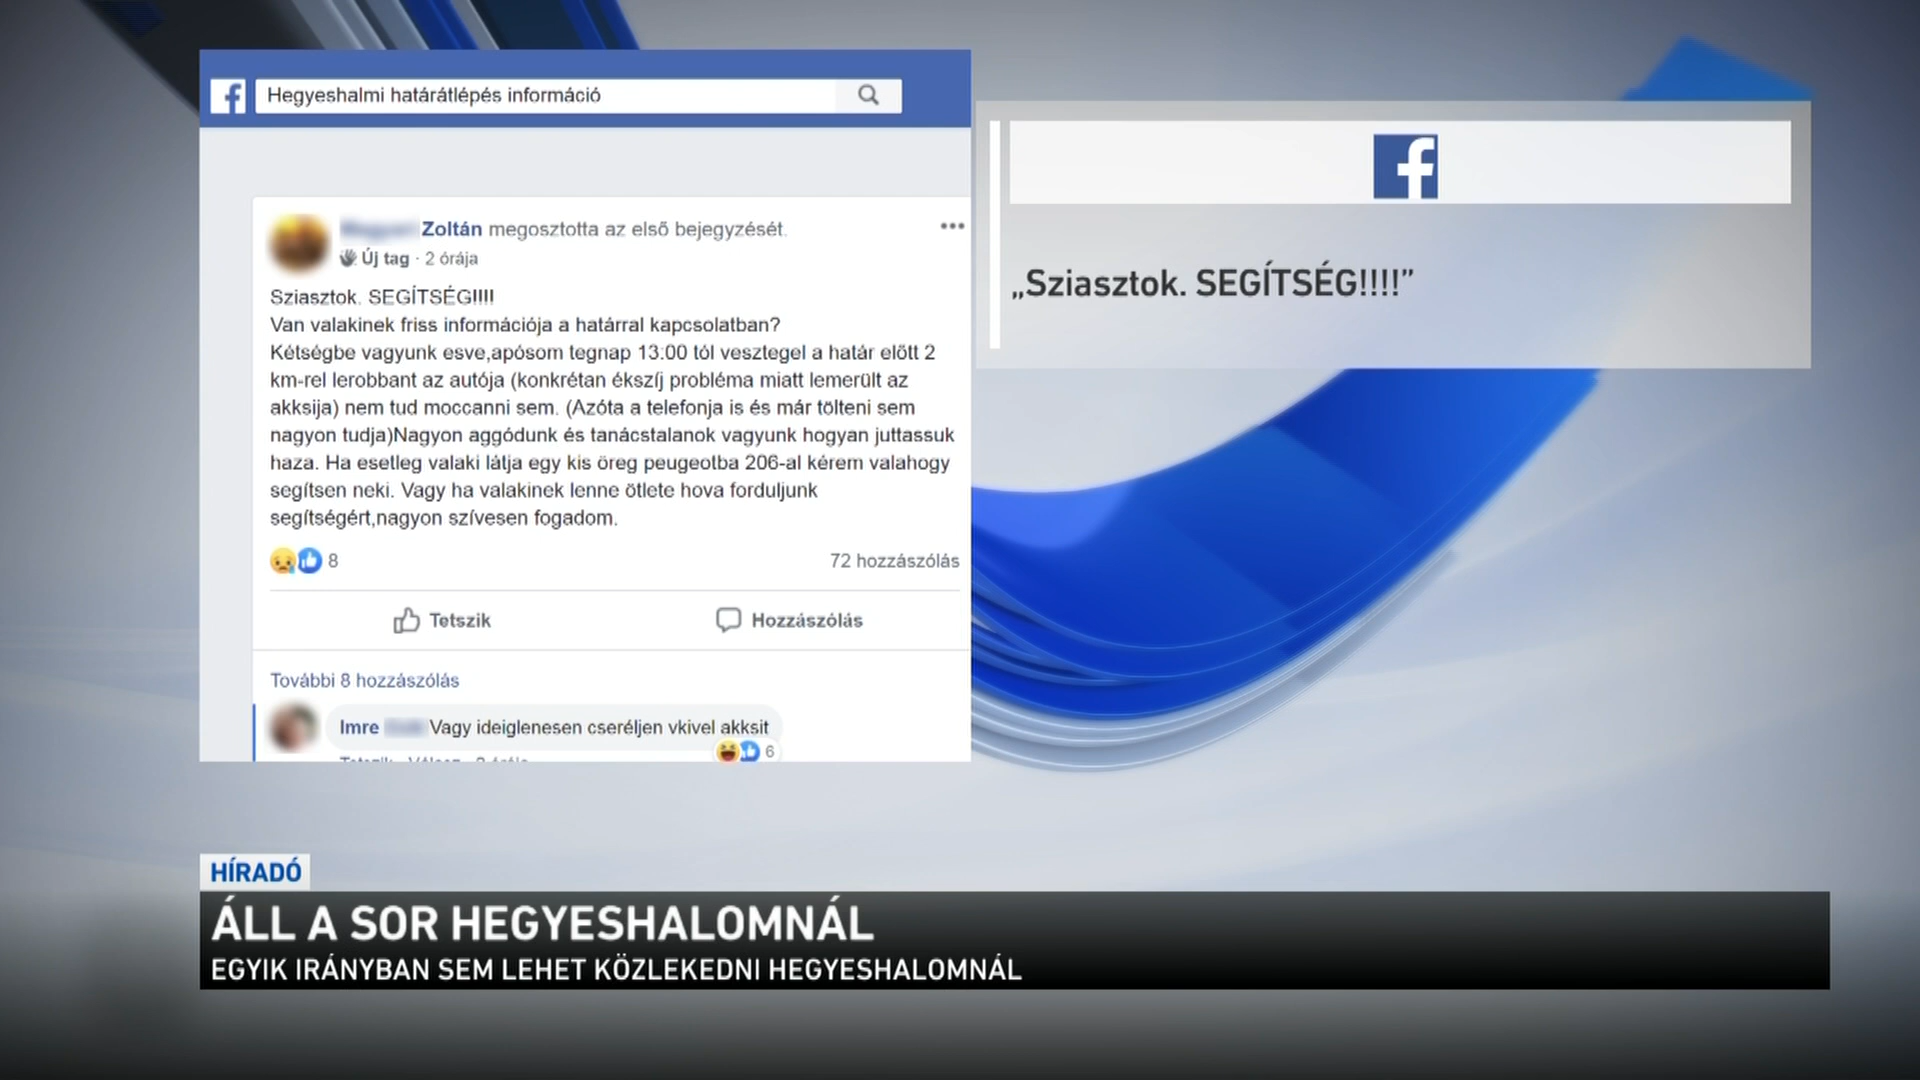 Hegyeshalmi határátlépés információ
Zoltán megosztotta az első bejegyzését.
Új tag · 2 órája
Sziasztok. SEGÍTSÉG!!!!
Van valakinek friss információja a határral kapcsolatban?
Kétségbe vagyunk esve,apósom tegnap 13:00 tól vesztegel a határ előtt 2
km-rel lerobbant az autója (konkrétan ékszíj probléma miatt lemerült az
akksija) nem tud moccanni sem. (Azóta a telefonja is és már tölteni sem
nagyon tudja)Nagyon aggódunk és tanácstalanok vagyunk hogyan juttassuk
haza. Ha esetleg valaki látja egy kis öreg peugeotba 206-al kérem valahogy
segítsen neki. Vagy ha valakinek lenne ötlete hova forduljunk
segítségért,nagyon szívesen fogadom.
8
72 hozzászólás
Tetszik
Hozzászólás
További 8 hozzászólás
Imre Vagy ideiglenesen cseréljen vkivel akksit
6
„Sziasztok. SEGÍTSÉG!!!!”
HÍRADÓ
ÁLL A SOR HEGYESHALOMNÁL
EGYIK IRÁNYBAN SEM LEHET KÖZLEKEDNI HEGYESHALOMNÁL